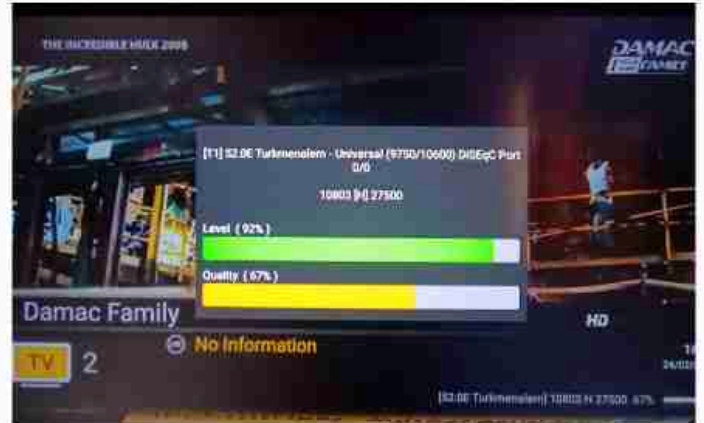 THE INCREDIBLE HULK 2008
DAMAC
FAMILY
[T1] 52.0E Turkmenalem - Universal (9750/10600) DiSEqC Port
0/0
10803 [H] 27500
Level ( 92% )
Quality ( 67% )
Damac Family
HD
No Information
TV 2
[52.0E Turkmenalem] 10803 H 27500 67%